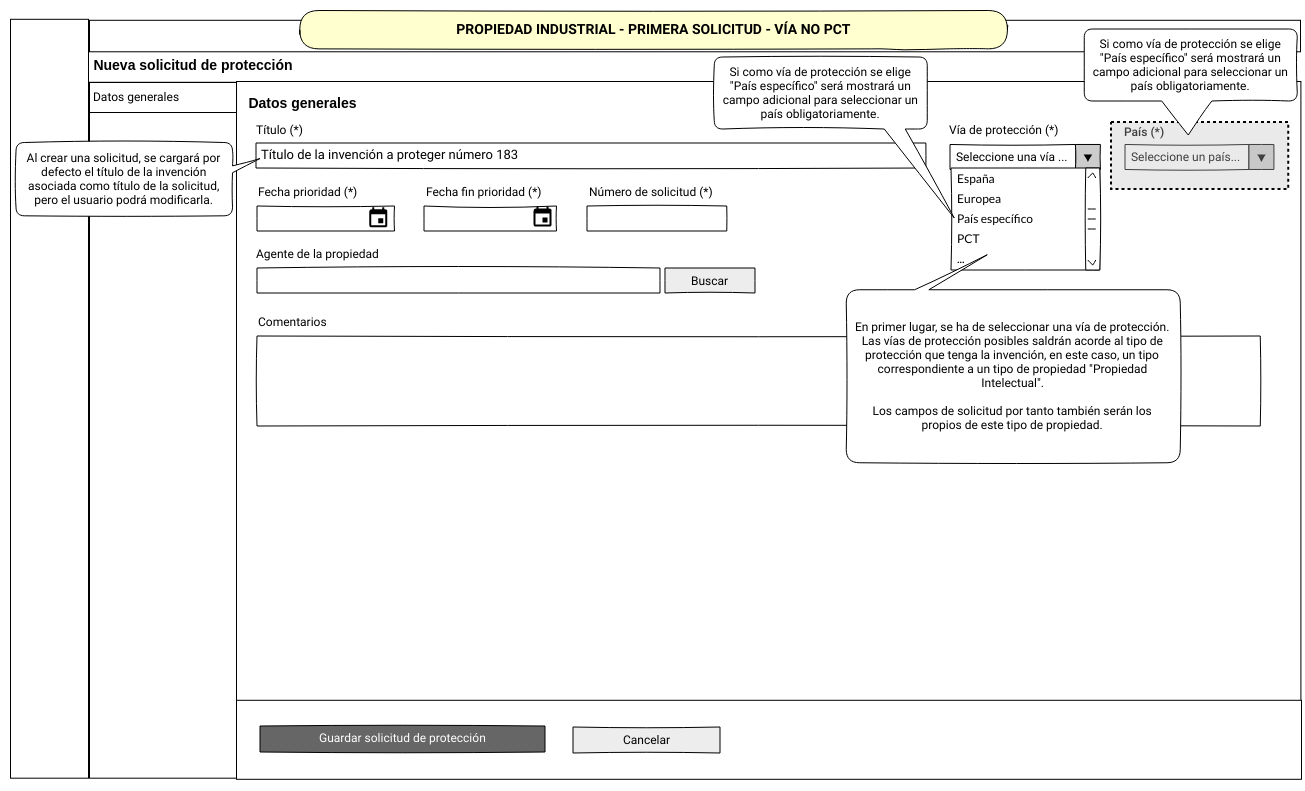 PROPIEDAD INDUSTRIAL - PRIMERA SOLICITUD - VÍA NO PCT
Nueva solicitud de protección
Datos generales
Si como vía de protección se elige
"País específico" será mostrará un
campo adicional para seleccionar un
país obligatoriamente.
Si como vía de protección se elige
"País específico" será mostrará un
campo adicional para seleccionar un
país obligatoriamente.
Datos generales
Título (*)
Título de la invención a proteger número 183
Vía de protección (*)
Seleccione una vía ...
España
Europea
País específico
PCT
...
País (*)
Seleccione un país...
Al crear una solicitud, se cargará por
defecto el título de la invención
asociada como título de la solicitud,
pero el usuario podrá modificarla.
Fecha prioridad (*)
Fecha fin prioridad (*)
Número de solicitud (*)
Agente de la propiedad
Buscar
Comentarios
En primer lugar, se ha de seleccionar una vía de protección.
Las vías de protección posibles saldrán acorde al tipo de
protección que tenga la invención, en este caso, un tipo
correspondiente a un tipo de propiedad "Propiedad
Intelectual".
Los campos de solicitud por tanto también serán los
propios de este tipo de propiedad.
Guardar solicitud de protección
Cancelar